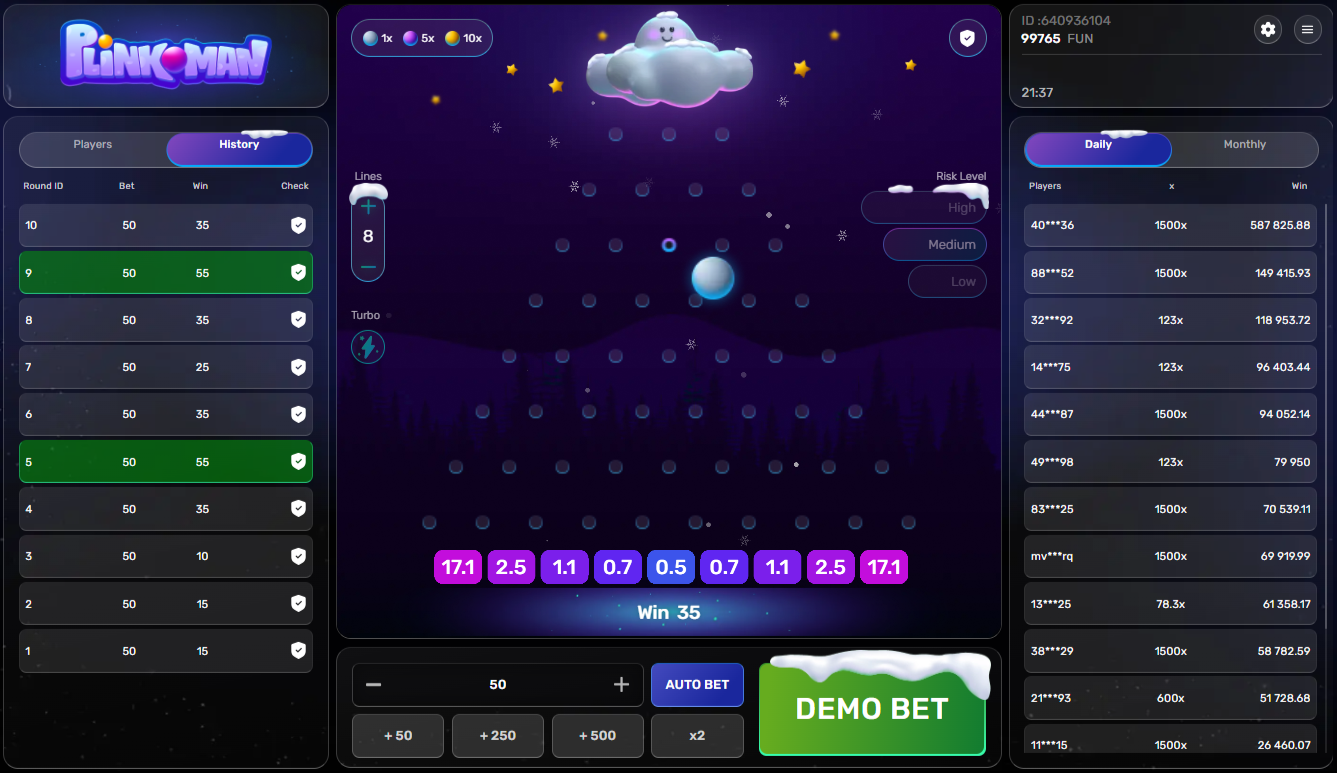 PLINKOMAN
Players History
Round ID Bet Win Check
10 50 35
9 50 55
8 50 35
7 50 25
6 50 35
5 50 55
4 50 35
3 50 10
2 50 15
1 50 15
1x 5x 10x
Lines
8
Turbo
Risk Level
High
Medium
Low
17.1 2.5 1.1 0.7 0.5 0.7 1.1 2.5 17.1
Win 35
50
AUTO BET
+ 50 + 250 + 500 x2
DEMO BET
ID :640936104
99765 FUN
21:37
Daily Monthly
Players x Win
40***36 1500x 587 825.88
88***52 1500x 149 415.93
32***92 123x 118 953.72
14***75 123x 96 403.44
44***87 1500x 94 052.14
49***98 123x 79 950
83***25 1500x 70 539.11
mv***rq 1500x 69 919.99
13***25 78.3x 61 358.17
38***29 1500x 58 782.59
21***93 600x 51 728.68
11***15 1500x 26 460.07